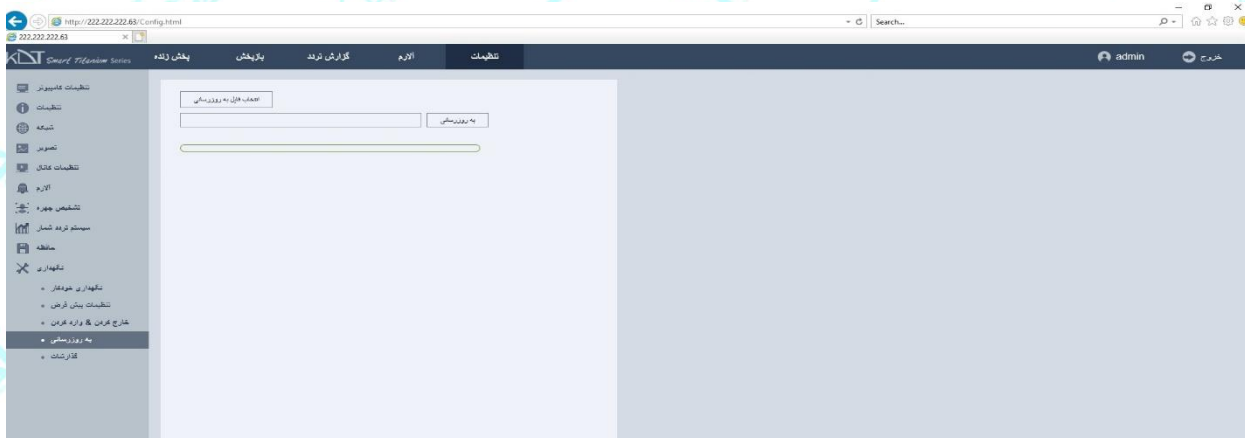 http://222.222.222.63/Config.html
Search...
222.222.222.63
KDT Smart Titanium Series
پخش زنده
بازپخش
گزارش تردد
آلارم
تنظیمات
admin
خروج
تنظیمات کامپیوتر
تنظیمات
شبکه
تصویر
تنظیمات کانال
آلارم
تشخیص چهره
سیستم تردد شمار
حافظه
نگهداری
نگهداری خودکار
تنظیمات پیش فرض
خارج کردن & وارد کردن
به روزرسانی
گذارشات
انتخاب فایل به روزرسانی
به روزرسانی